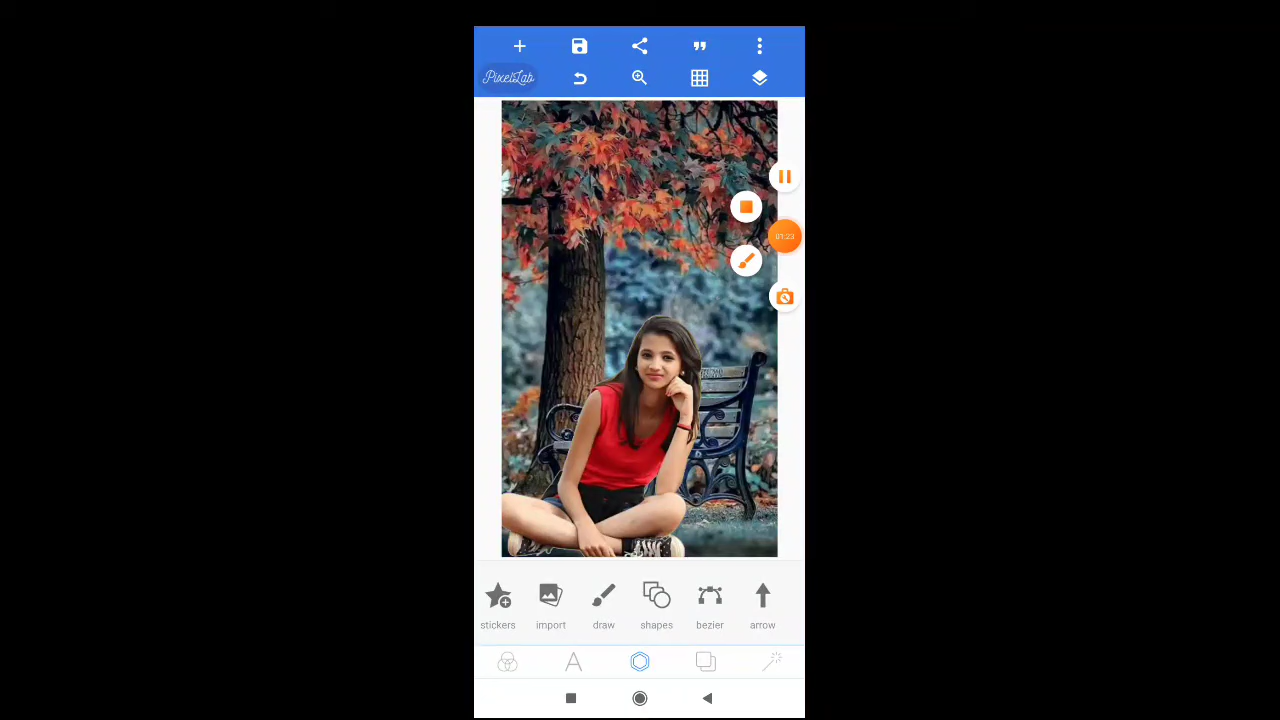 PixelLab
01:23
stickers
import
draw
shapes
bezier
arrow